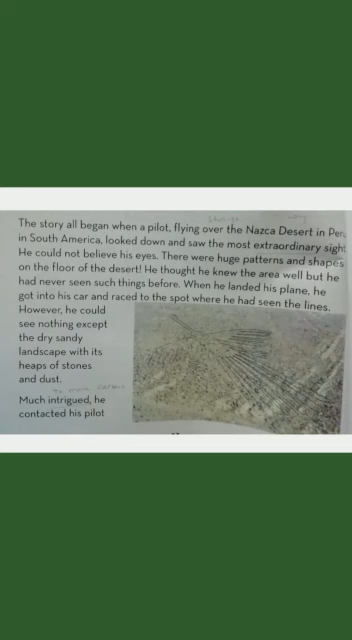 The story all began when a pilot, flying over the Nazca Desert in Peru
in South America, looked down and saw the most extraordinary sight
He could not believe his eyes. There were huge patterns and shapes
on the floor of the desert! He thought he knew the area well but he
had never seen such things before. When he landed his plane, he
got into his car and raced to the spot where he had seen the lines.
However, he could
see nothing except
the dry sandy
landscape with its
heaps of stones
and dust.
Much intrigued, he
contacted his pilot